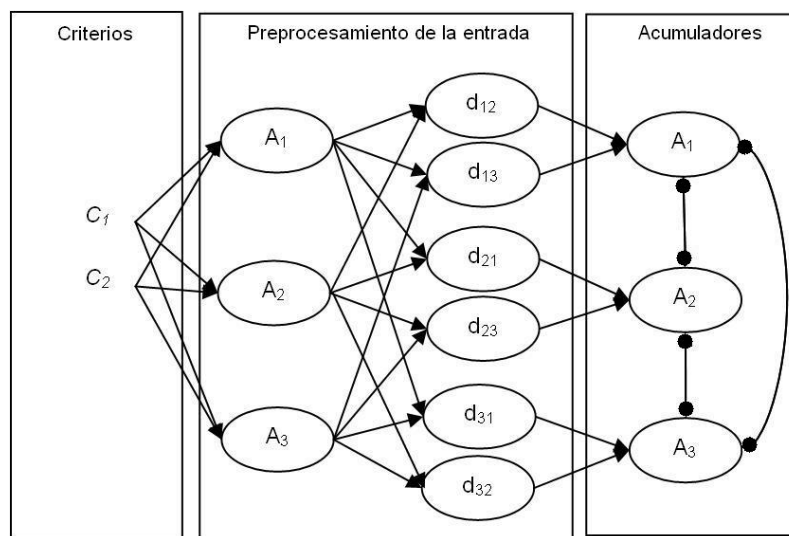 Criterios
Preprocesamiento de la entrada
Acumuladores
C1
C2
A1
A2
A3
d12
d13
d21
d23
d31
d32
A1
A2
A3